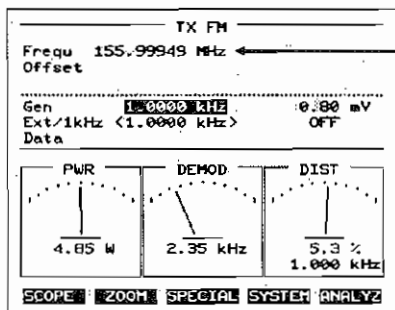 TX FM
Frequ 155.99949 MHz
Offset
Gen 1.0000 kHz 0.80 mV
Ext/1kHz <1.0000 kHz> OFF
Data
PWR DEMOD DIST
4.85 W 2.35 kHz 5.3 %
1.000 kHz
SCOPE ZOOM SPECIAL SYSTEM ANALYZ